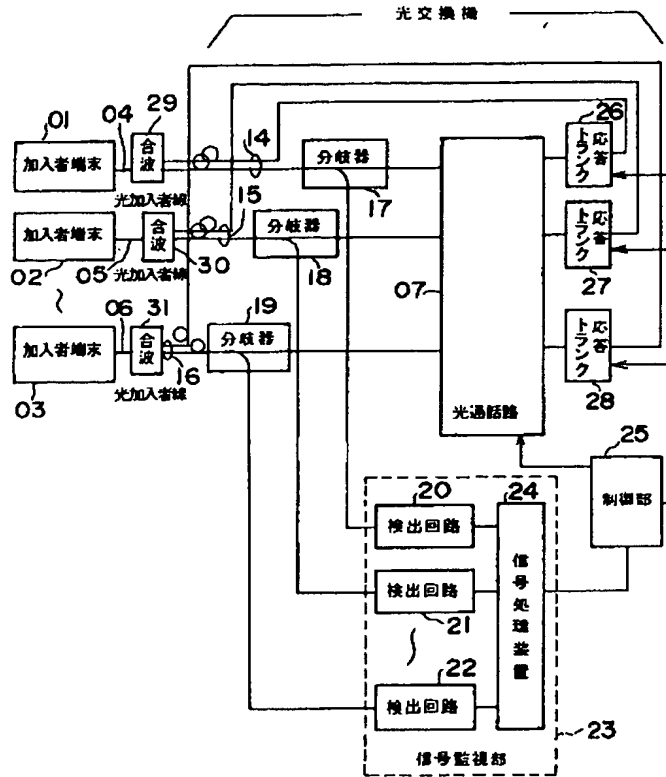 光交換機
01
04
29
14
26
加入者端末
合波
分岐器
応答トランク
光加入者線
17
15
加入者端末
合波
分岐器
応答トランク
02
05
光加入者線
30
18
07
27
06
31
19
加入者端末
合波
分岐器
応答トランク
03
16
光加入者線
28
光通話路
25
制御部
20
24
検出回路
信号処理装置
検出回路
21
22
検出回路
23
信号監視部